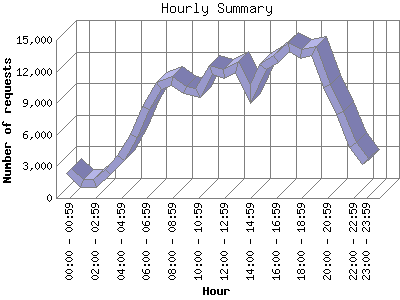 Hourly Summary
15,000
12,000
9,000
6,000
3,000
0
Number of requests
00:00 - 00:59
02:00 - 02:59
04:00 - 04:59
06:00 - 06:59
08:00 - 08:59
10:00 - 10:59
12:00 - 12:59
14:00 - 14:59
16:00 - 16:59
18:00 - 18:59
20:00 - 20:59
22:00 - 22:59
23:00 - 23:59
Hour